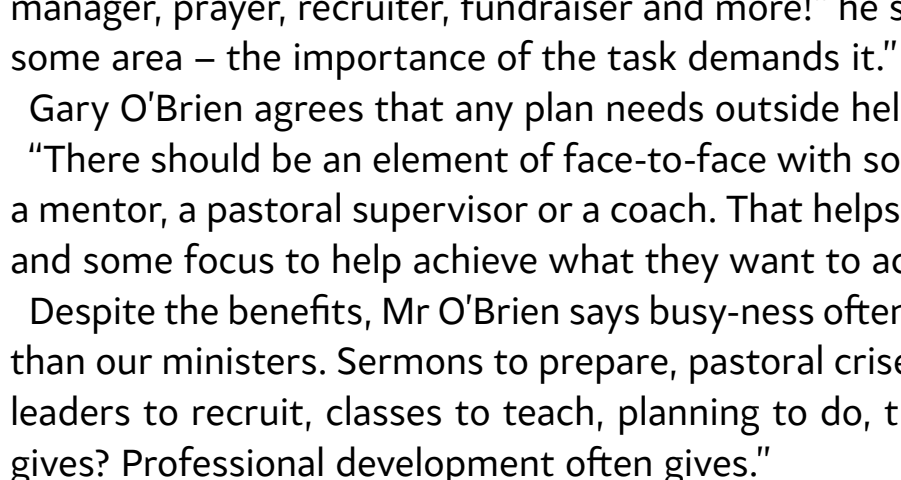 manager, prayer, recruiter, fundraiser and more!” he s
some area – the importance of the task demands it.”
Gary O’Brien agrees that any plan needs outside hel
“There should be an element of face-to-face with so
a mentor, a pastoral supervisor or a coach. That helps
and some focus to help achieve what they want to ac
Despite the benefits, Mr O’Brien says busy-ness often
than our ministers. Sermons to prepare, pastoral crise
leaders to recruit, classes to teach, planning to do, t
gives? Professional development often gives.”